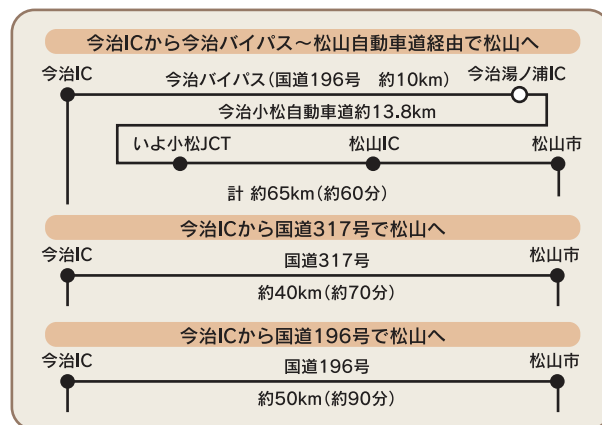 今治ICから今治バイパス～松山自動車道経由で松山へ
今治IC 今治バイパス(国道196号 約10km) 今治湯ノ浦IC
今治小松自動車道約13.8km
いよ小松JCT 松山IC 松山市
計 約65km(約60分)
今治ICから国道317号で松山へ
今治IC 国道317号 松山市
約40km(約70分)
今治ICから国道196号で松山へ
今治IC 国道196号 松山市
約50km(約90分)